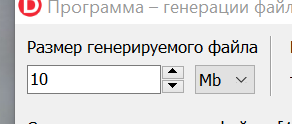 Программа – генерации файл
Размер генерируемого файла
10 Mb